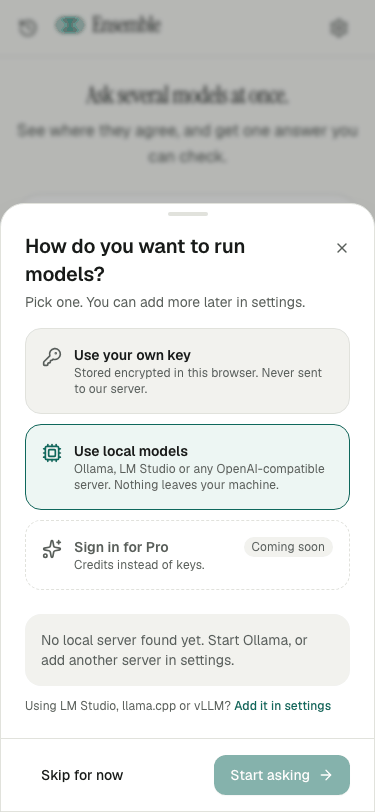 Ensemble
Ask several models at once.
See where they agree, and get one answer you
can check.
How do you want to run
models?
Pick one. You can add more later in settings.
Use your own key
Stored encrypted in this browser. Never sent
to our server.
Use local models
Ollama, LM Studio or any OpenAI-compatible
server. Nothing leaves your machine.
Sign in for Pro
Coming soon
Credits instead of keys.
No local server found yet. Start Ollama, or
add another server in settings.
Using LM Studio, llama.cpp or vLLM? Add it in settings
Skip for now
Start asking →